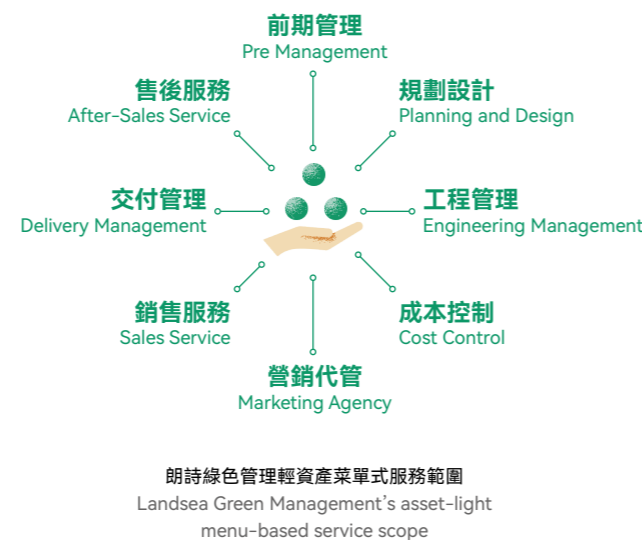 前期管理
Pre Management
售後服務
After-Sales Service
規劃設計
Planning and Design
交付管理
Delivery Management
工程管理
Engineering Management
銷售服務
Sales Service
成本控制
Cost Control
營銷代管
Marketing Agency
朗詩綠色管理輕資產菜單式服務範圍
Landsea Green Management’s asset-light
menu-based service scope